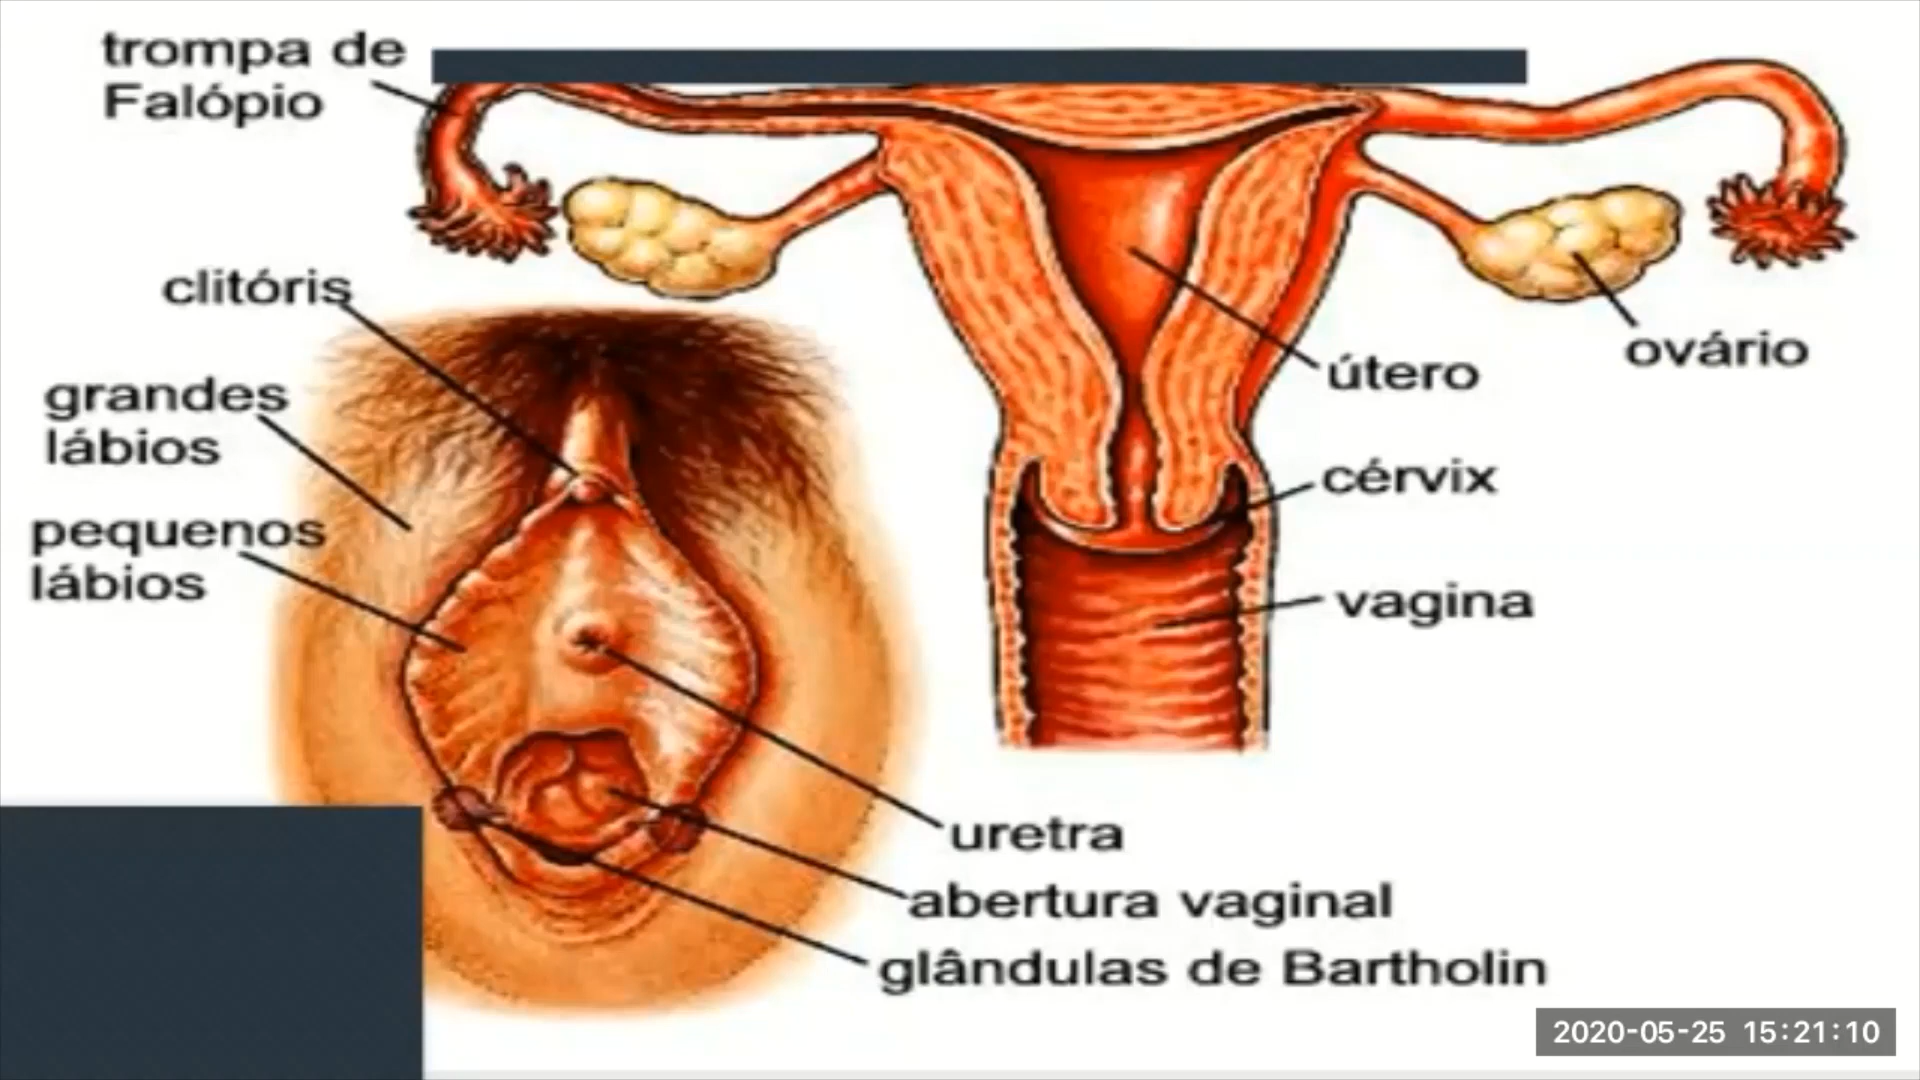 trompa de
Falópio
clitóris
grandes
lábios
pequenos
lábios
ovário
útero
cérvix
vagina
uretra
abertura vaginal
glândulas de Bartholin
2020-05-25 15:21:10